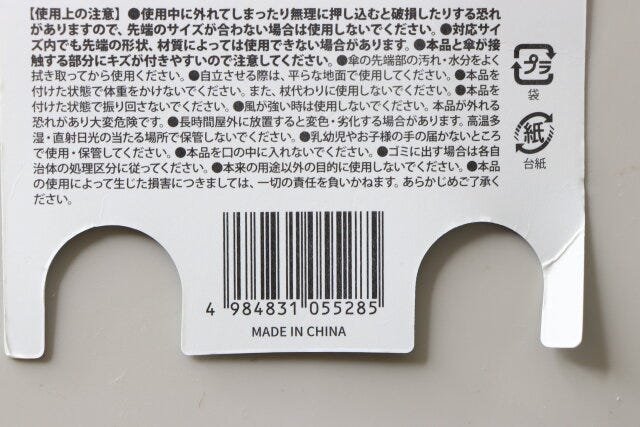 【使用上の注意】●使用中に外れてしまったり無理に押し込むと破損したりする恐れ
がありますので、先端のサイズが合わない場合は使用しないでください。●対応サイ
ズ内でも先端の形状、材質によっては使用できない場合があります。●本品と傘が接
触する部分にキズが付きやすいので注意してください。●傘の先端部の汚れ・水分をよく
拭き取ってから使用ください。●自立させる際は、平らな地面で使用してください。●本品を
付けた状態で体重をかけないでください。また、杖代わりに使用しないでください。●本品を
付けた状態で振り回さないでください。●風が強い時は使用しないでください。本品が外れる
恐れがあり大変危険です。●長時間屋外に放置すると変色・劣化する場合があります。高温多
湿・直射日光の当たる場所で保管しないでください。●乳幼児やお子様の手の届かないところ
で使用・保管してください。●本品を口の中に入れないでください。●ゴミに出す場合は各自
治体の処理区分に従ってください。●本来の用途以外の目的に使用しないでください。●本品
の使用によって生じた損害につきましては、一切の責任を負いかねます。あらかじめご了承く
ださい。
プラ
袋
紙
台紙
4 984831 055285
MADE IN CHINA